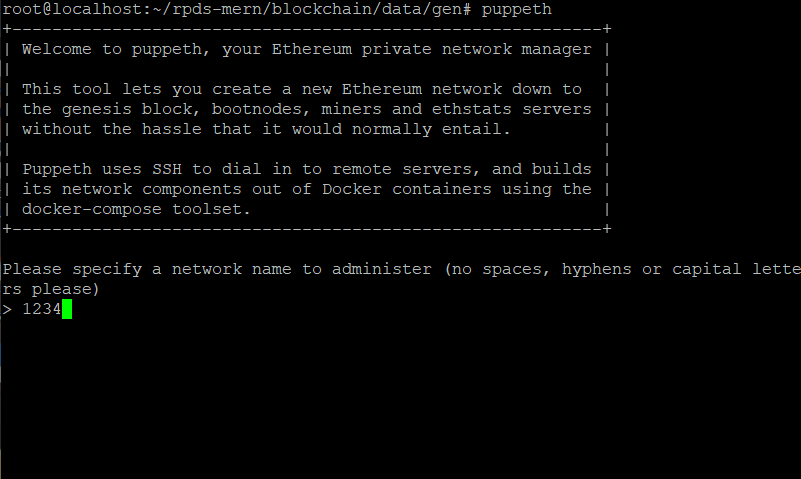 root@localhost:~/rpds-mern/blockchain/data/gen# puppeth
+-----------------------------------------------------------+
| Welcome to puppeth, your Ethereum private network manager |
|                                                           |
| This tool lets you create a new Ethereum network down to  |
| the genesis block, bootnodes, miners and ethstats servers |
| without the hassle that it would normally entail.         |
|                                                           |
| Puppeth uses SSH to dial in to remote servers, and builds |
| its network components out of Docker containers using the |
| docker-compose toolset.                                   |
+-----------------------------------------------------------+
Please specify a network name to administer (no spaces, hyphens or capital lette
rs please)
> 1234